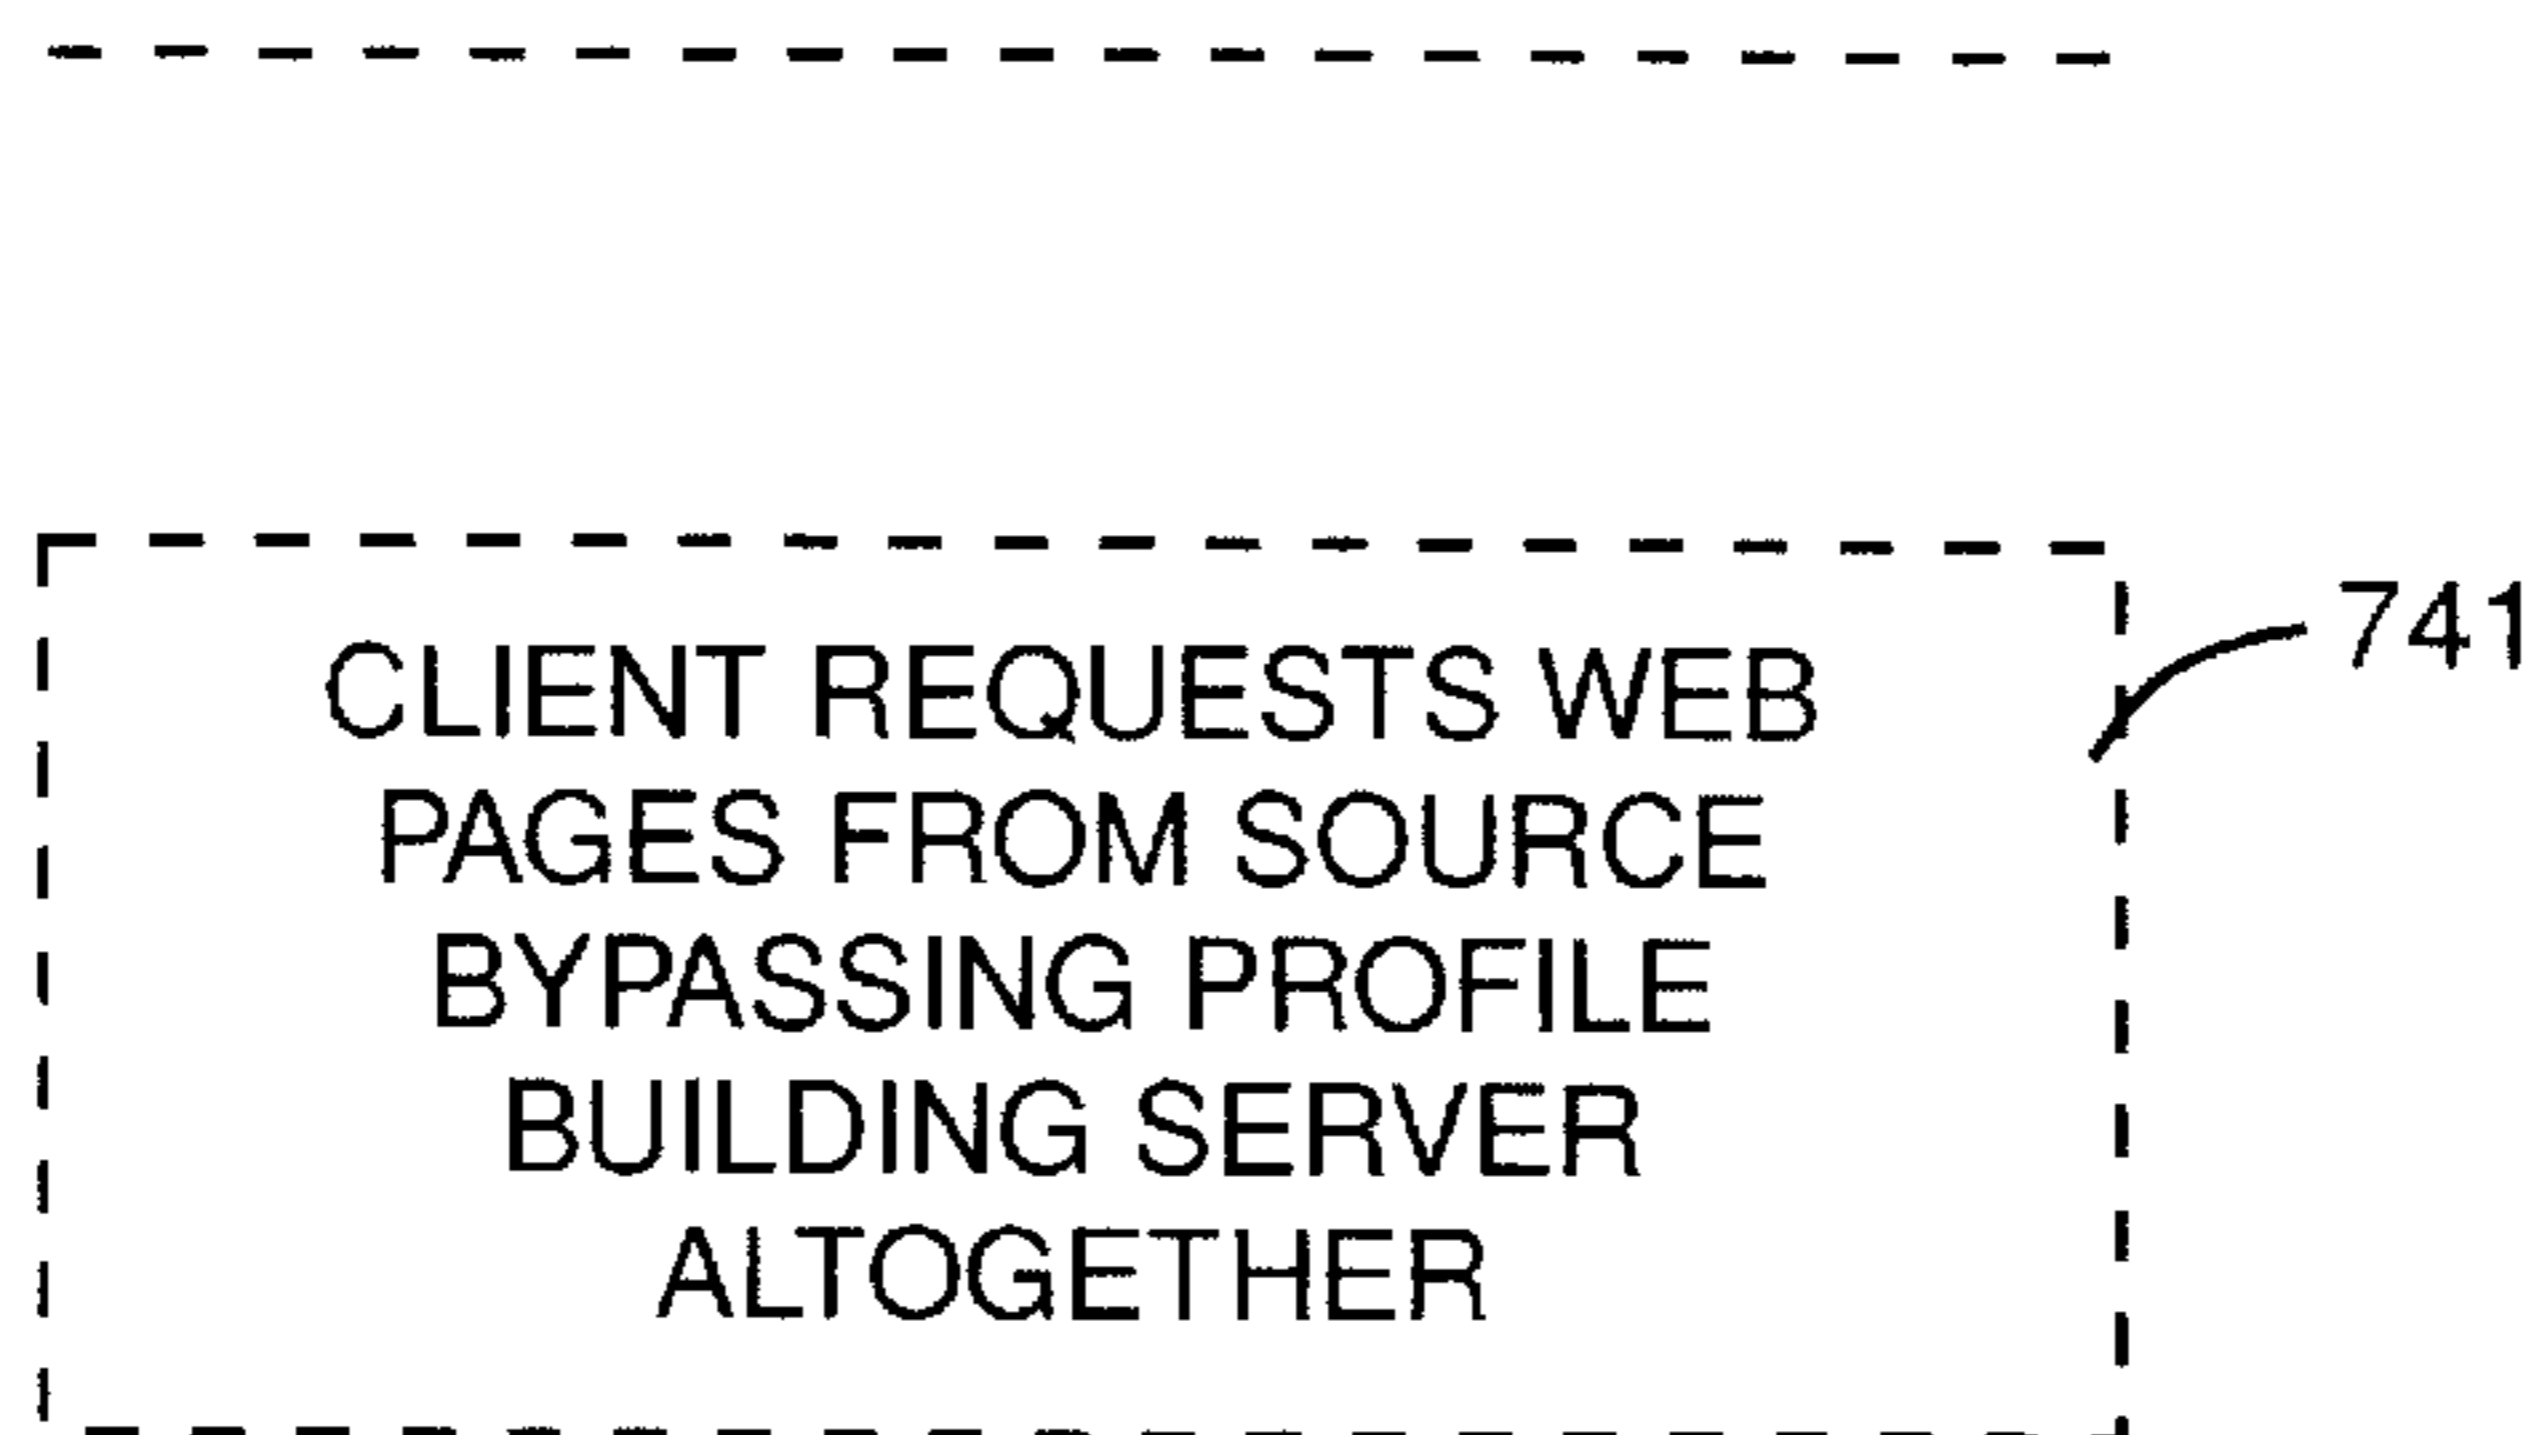 741
CLIENT REQUESTS WEB
PAGES FROM SOURCE
BYPASSING PROFILE
BUILDING SERVER
ALTOGETHER